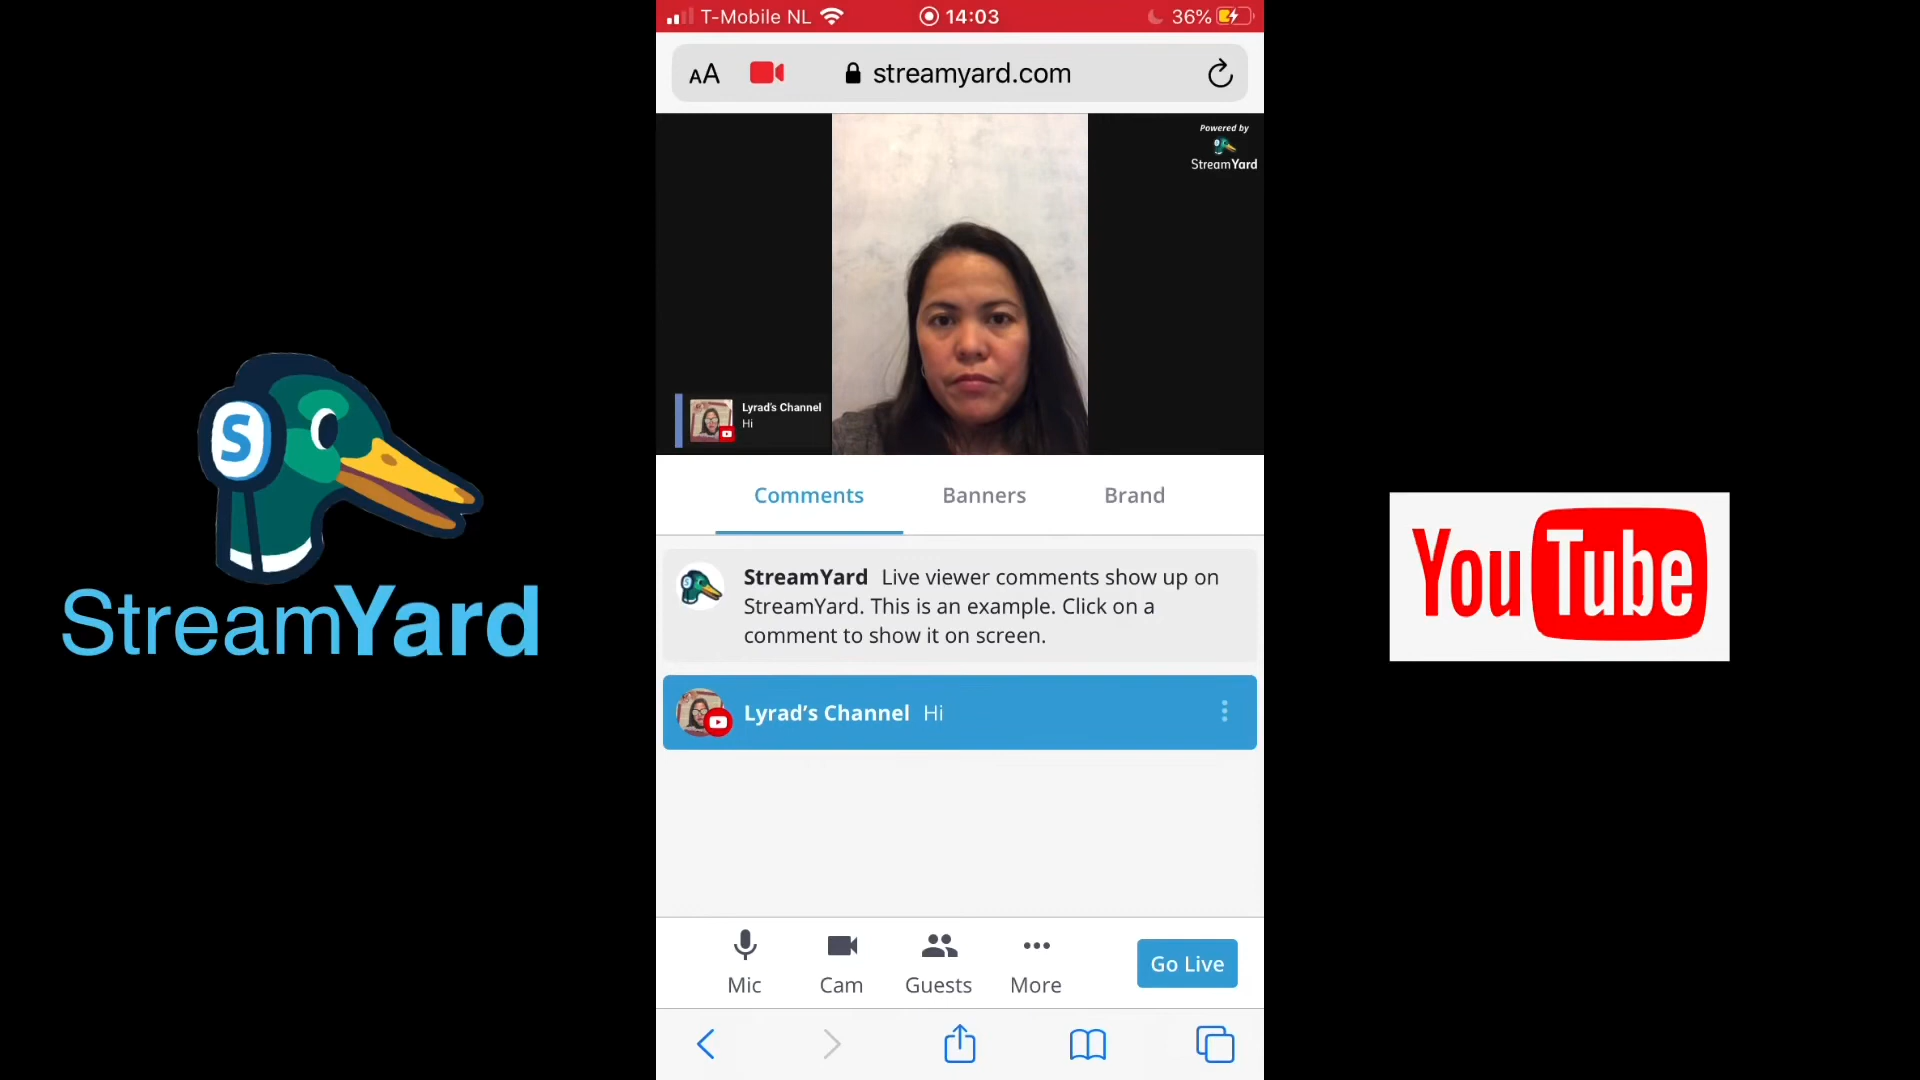 T-Mobile NL
14:03
36%
AA
streamyard.com
Powered by
StreamYard
Lyrad's Channel
Hi
Comments
Banners
Brand
StreamYard Live viewer comments show up on
StreamYard. This is an example. Click on a
comment to show it on screen.
Lyrad’s Channel Hi
Mic
Cam
Guests
More
Go Live
S
StreamYard
YouTube